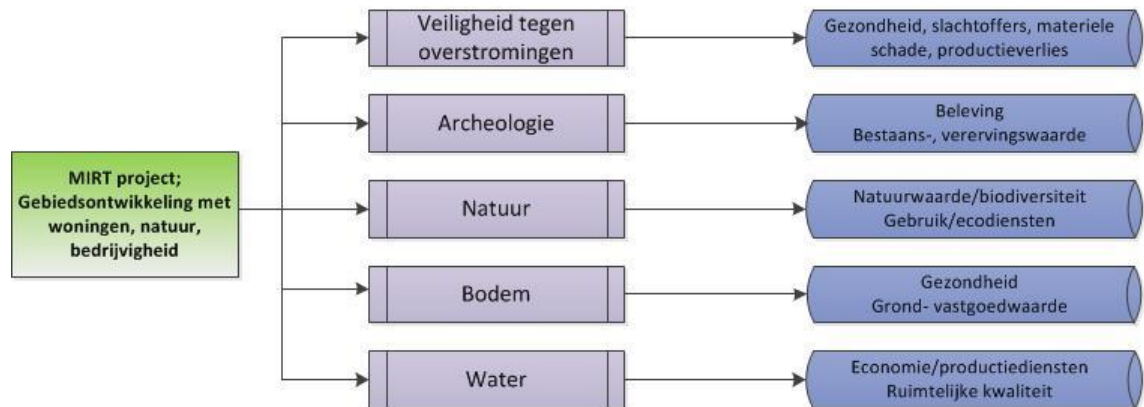 MIRT project;
Gebiedsontwikkeling met
woningen, natuur,
bedrijvigheid
Veiligheid tegen
overstromingen
Gezondheid, slachtoffers, materiele
schade, productieverlies
Archeologie
Beleving
Bestaans-, verervingswaarde
Natuur
Natuurwaarde/biodiversiteit
Gebruik/ecodiensten
Bodem
Gezondheid
Grond- vastgoedwaarde
Water
Economie/productiediensten
Ruimtelijke kwaliteit